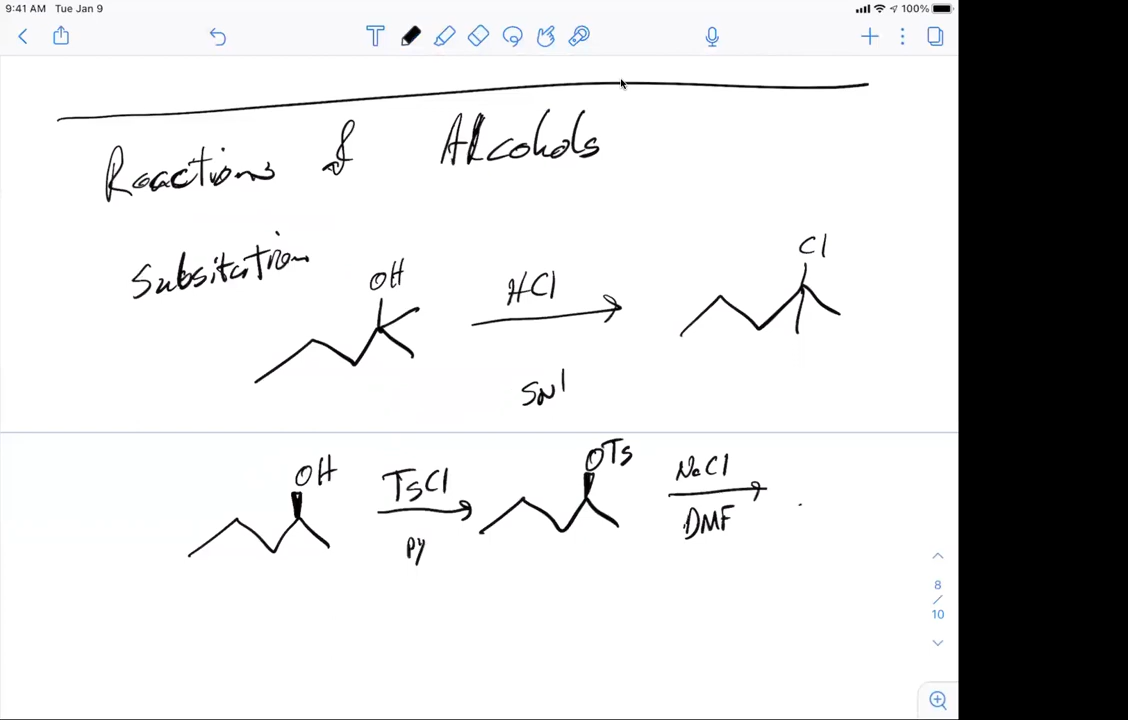 9:41 AM Tue Jan 9
100%
Reactions of Alcohols
Subsitution
OH
HCl
Cl
SN1
OH
TsCl
OTs
NaCl
py
DMF
8
/
10